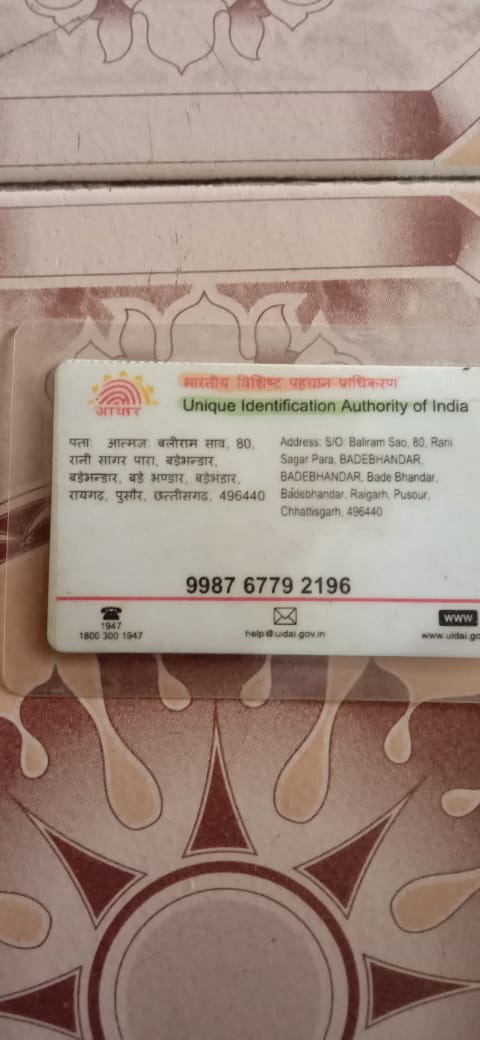 आधार
भारतीय विशिष्ट पहचान प्राधिकरण
Unique Identification Authority of India
पता: आत्मज: बलीराम साव, 80,
रानी सागर पारा, बडेभन्डार,
बडेभन्डार, बडे भण्डार, बडेभंडार,
रायगढ, पुसौर, छत्तीसगढ, 496440
Address: S/O: Baliram Sao, 80, Rani
Sagar Para, BADEBHANDAR,
BADEBHANDAR, Bade Bhandar,
Badebhandar, Raigarh, Pusour,
Chhattisgarh, 496440
9987 6779 2196
1947
1800 300 1947
help@uidai.gov.in
WWW
www.uidai.go